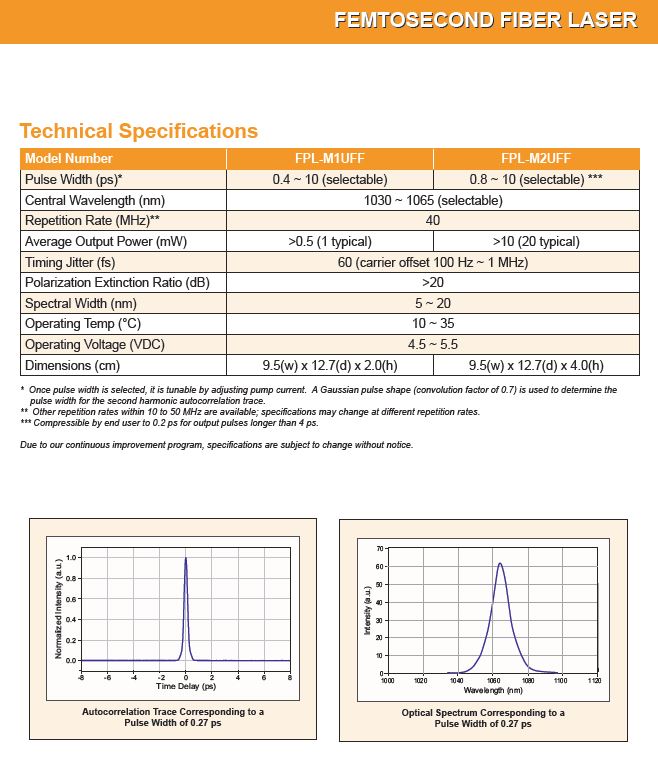 FEMTOSECOND FIBER LASER
Technical Specifications
Model Number FPL-M1UFF FPL-M2UFF
Pulse Width (ps)* 0.4 ~ 10 (selectable) 0.8 ~ 10 (selectable) ***
Central Wavelength (nm) 1030 ~ 1065 (selectable)
Repetition Rate (MHz)** 40
Average Output Power (mW) >0.5 (1 typical) >10 (20 typical)
Timing Jitter (fs) 60 (carrier offset 100 Hz ~ 1 MHz)
Polarization Extinction Ratio (dB) >20
Spectral Width (nm) 5 ~ 20
Operating Temp (°C) 10 ~ 35
Operating Voltage (VDC) 4.5 ~ 5.5
Dimensions (cm) 9.5(w) x 12.7(d) x 2.0(h) 9.5(w) x 12.7(d) x 4.0(h)
* Once pulse width is selected, it is tunable by adjusting pump current. A Gaussian pulse shape (convolution factor of 0.7) is used to determine the
pulse width for the second harmonic autocorrelation trace.
** Other repetition rates within 10 to 50 MHz are available; specifications may change at different repetition rates.
*** Compressible by end user to 0.2 ps for output pulses longer than 4 ps.
Due to our continuous improvement program, specifications are subject to change without notice.
Normalized Intensity (a.u.)
1.0
0.8
0.6
0.4
0.2
0.0
-8 -6 -4 -2 0 2 4 6 8
Time Delay (ps)
Autocorrelation Trace Corresponding to a
Pulse Width of 0.27 ps
Intensity (a.u.)
70
60
50
40
30
20
10
0
1000 1020 1040 1060 1080 1100 1120
Wavelength (nm)
Optical Spectrum Corresponding to a
Pulse Width of 0.27 ps